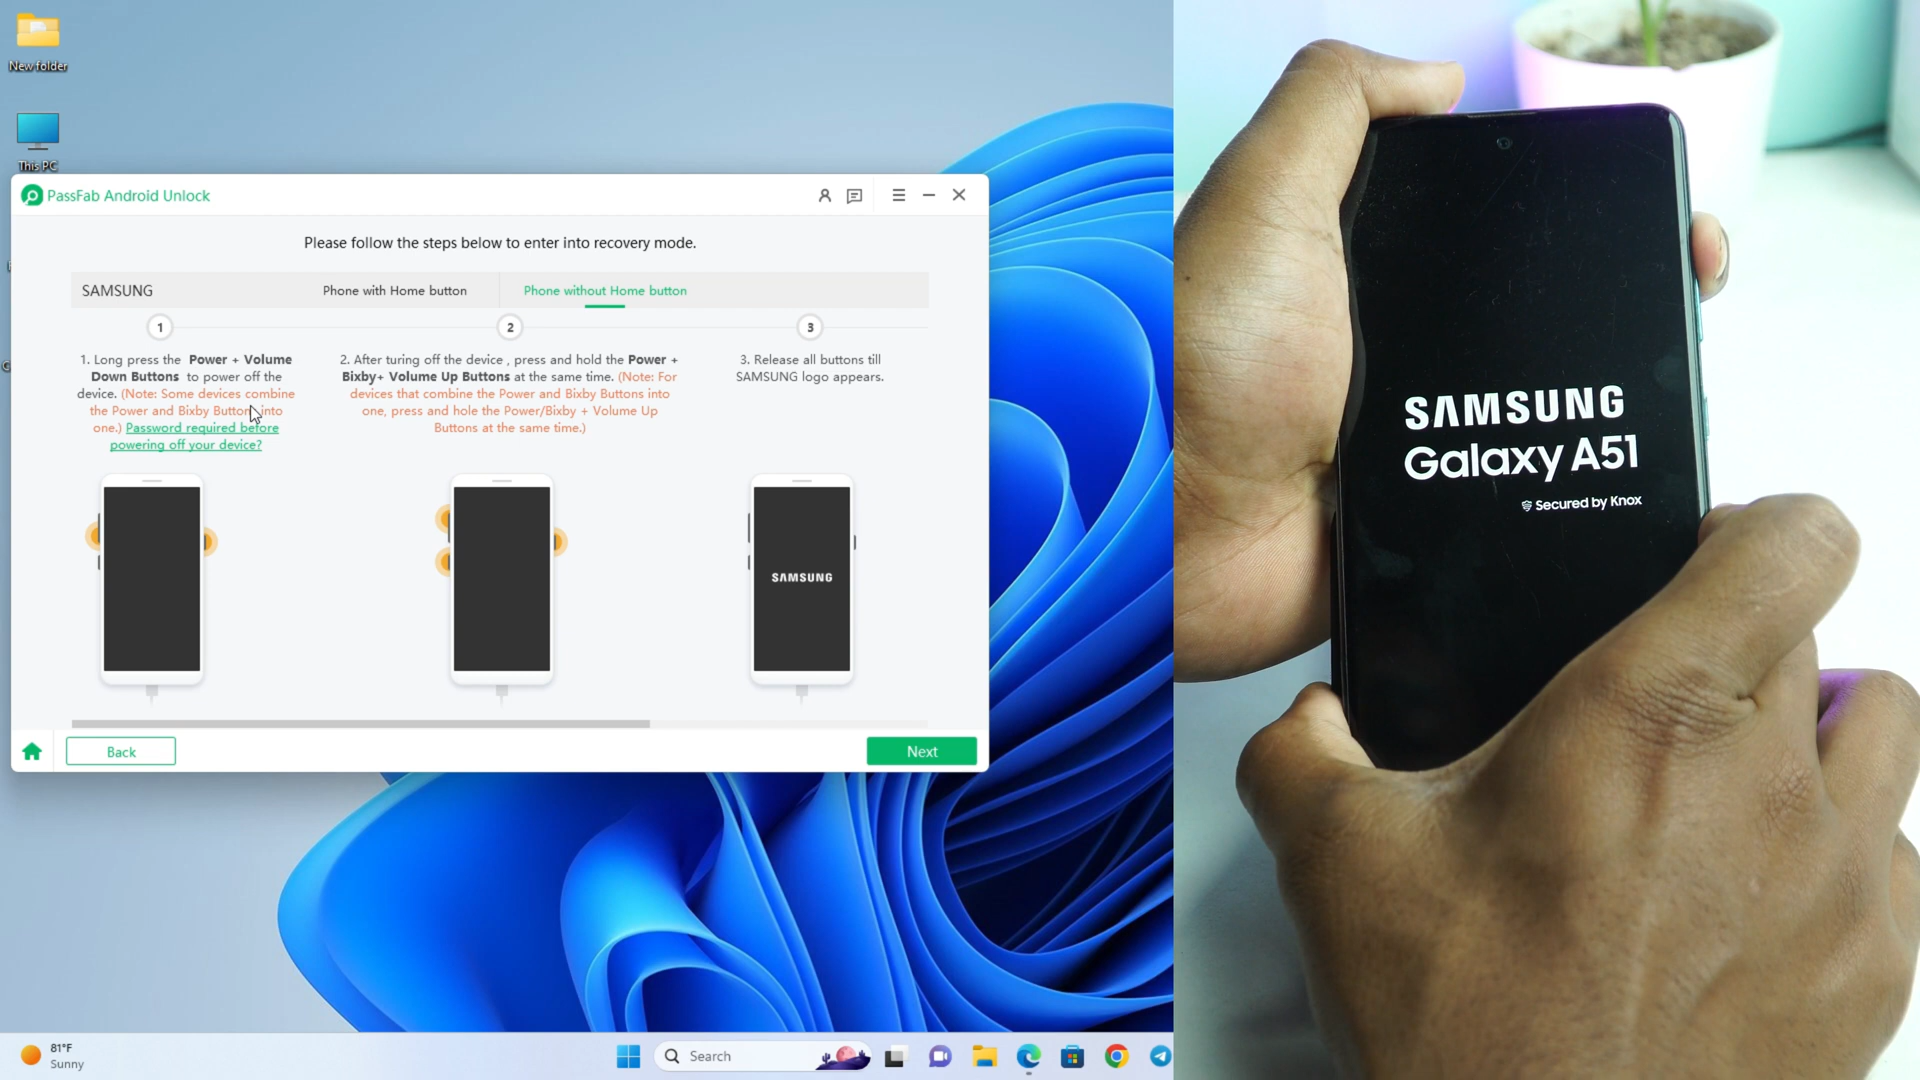 New folder
This PC
PassFab Android Unlock
Please follow the steps below to enter into recovery mode.
SAMSUNG
Phone with Home button
Phone without Home button
1
2
3
1. Long press the Power + Volume
Down Buttons to power off the
device. (Note: Some devices combine
the Power and Bixby Buttons into
one.) Password required before
powering off your device?
2. After turing off the device , press and hold the Power +
Bixby+ Volume Up Buttons at the same time. (Note: For
devices that combine the Power and Bixby Buttons into
one, press and hole the Power/Bixby + Volume Up
Buttons at the same time.)
3. Release all buttons till
SAMSUNG logo appears.
SAMSUNG
Back
Next
81°F
Sunny
Search
SAMSUNG
Galaxy A51
Secured by Knox